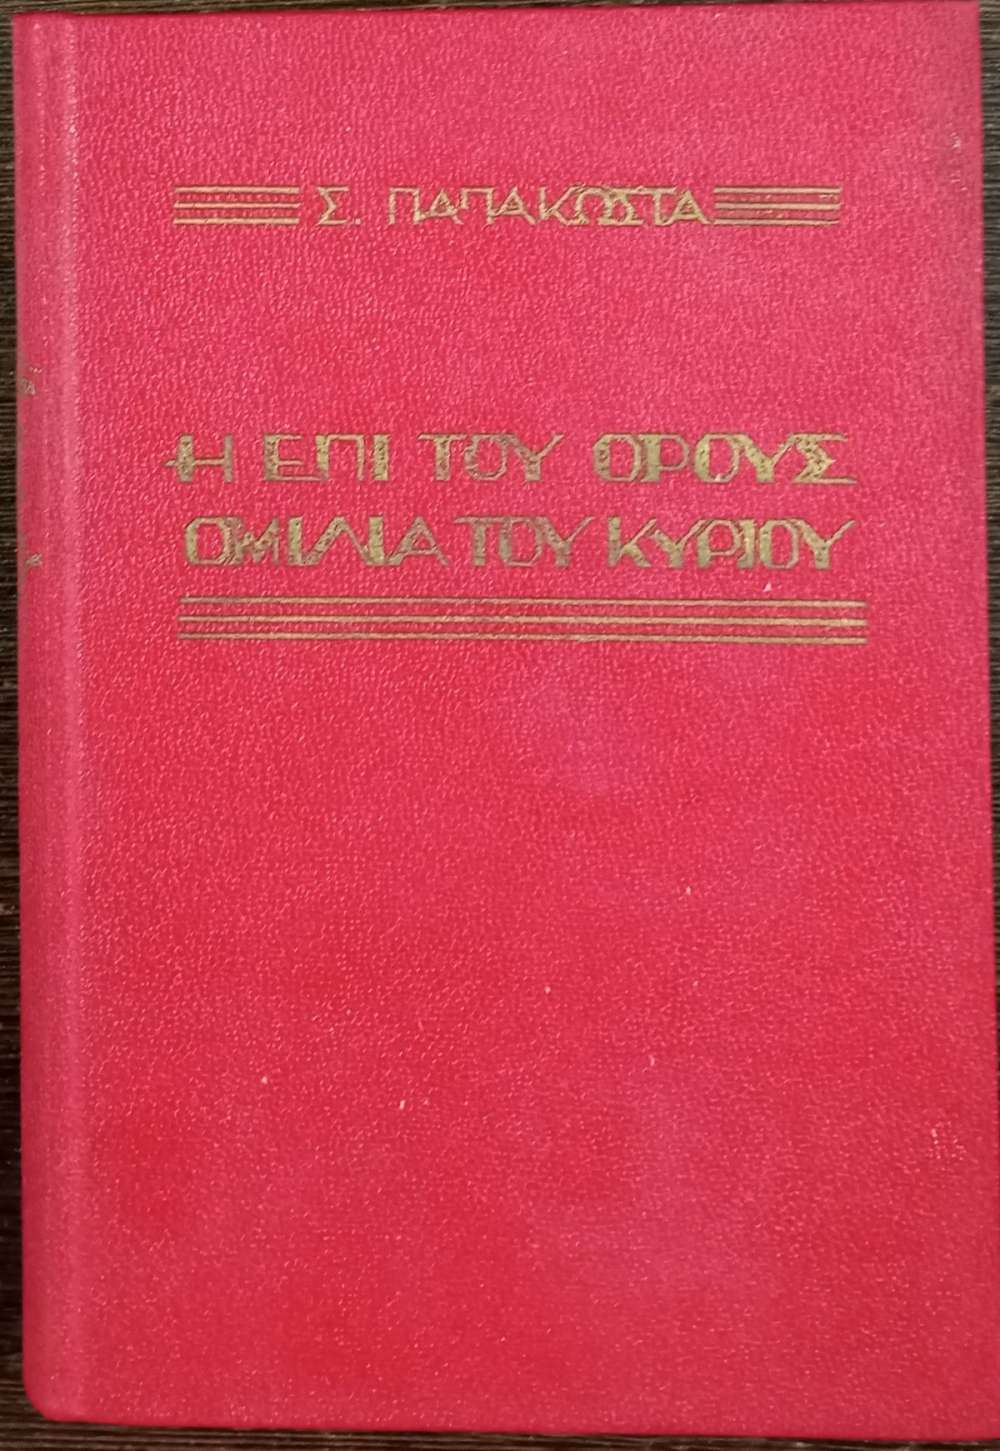 Σ. ΠΑΠΑΚΩΣΤΑ
Η ΕΠΙ ΤΟΥ ΟΡΟΥΣ
ΟΜΙΛΙΑ ΤΟΥ ΚΥΡΙΟΥ